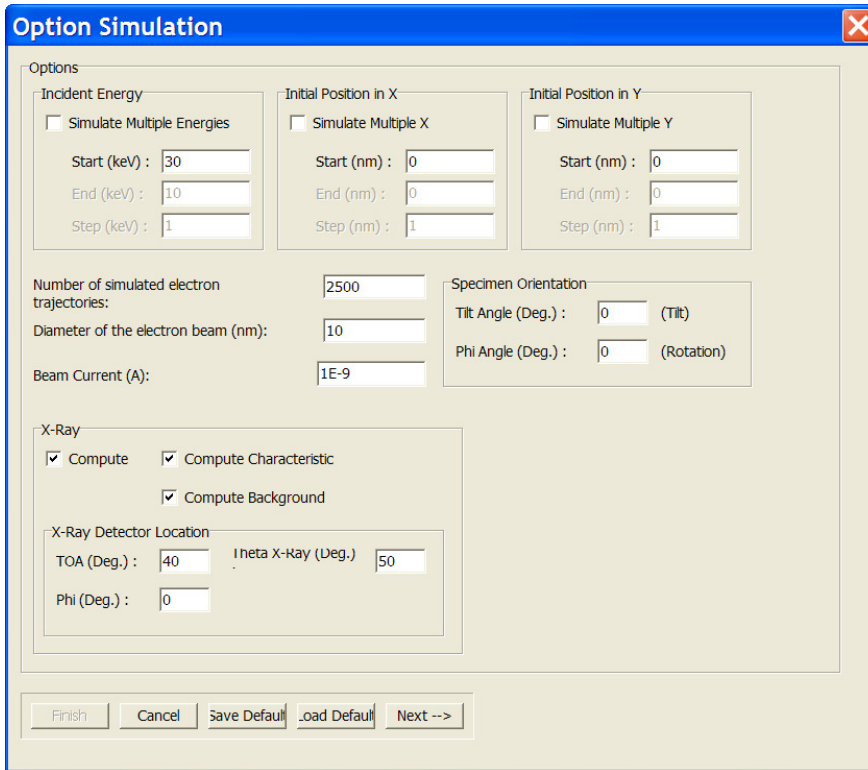 Option Simulation
Options
Incident Energy
Simulate Multiple Energies
Start (keV) : 30
End (keV) : 10
Step (keV) : 1
Initial Position in X
Simulate Multiple X
Start (nm) : 0
End (nm) : 0
Step (nm) : 1
Initial Position in Y
Simulate Multiple Y
Start (nm) : 0
End (nm) : 0
Step (nm) : 1
Number of simulated electron
trajectories: 2500
Diameter of the electron beam (nm): 10
Beam Current (A): 1E-9
Specimen Orientation
Tilt Angle (Deg.) : 0 (Tilt)
Phi Angle (Deg.) : 0 (Rotation)
X-Ray
Compute Compute Characteristic
Compute Background
X-Ray Detector Location
TOA (Deg.) : 40 Theta X-Ray (Deg.) : 50
Phi (Deg.) : 0
Finish Cancel Save Default Load Default Next -->